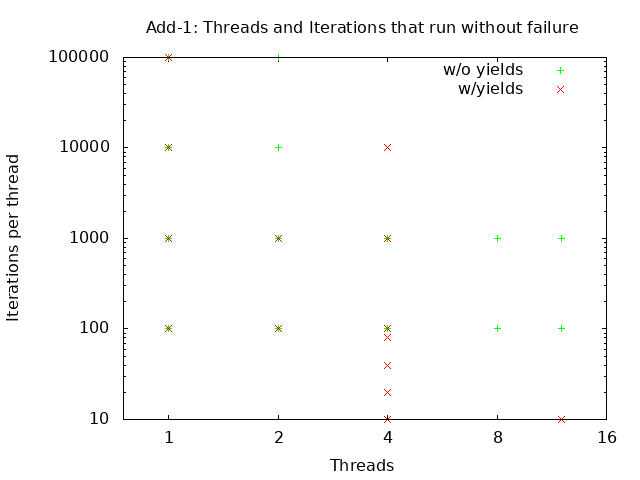 Add-1: Threads and Iterations that run without failure
w/o yields
w/yields
Iterations per thread
100000
10000
1000
100
10
1 2 4 8 16
Threads